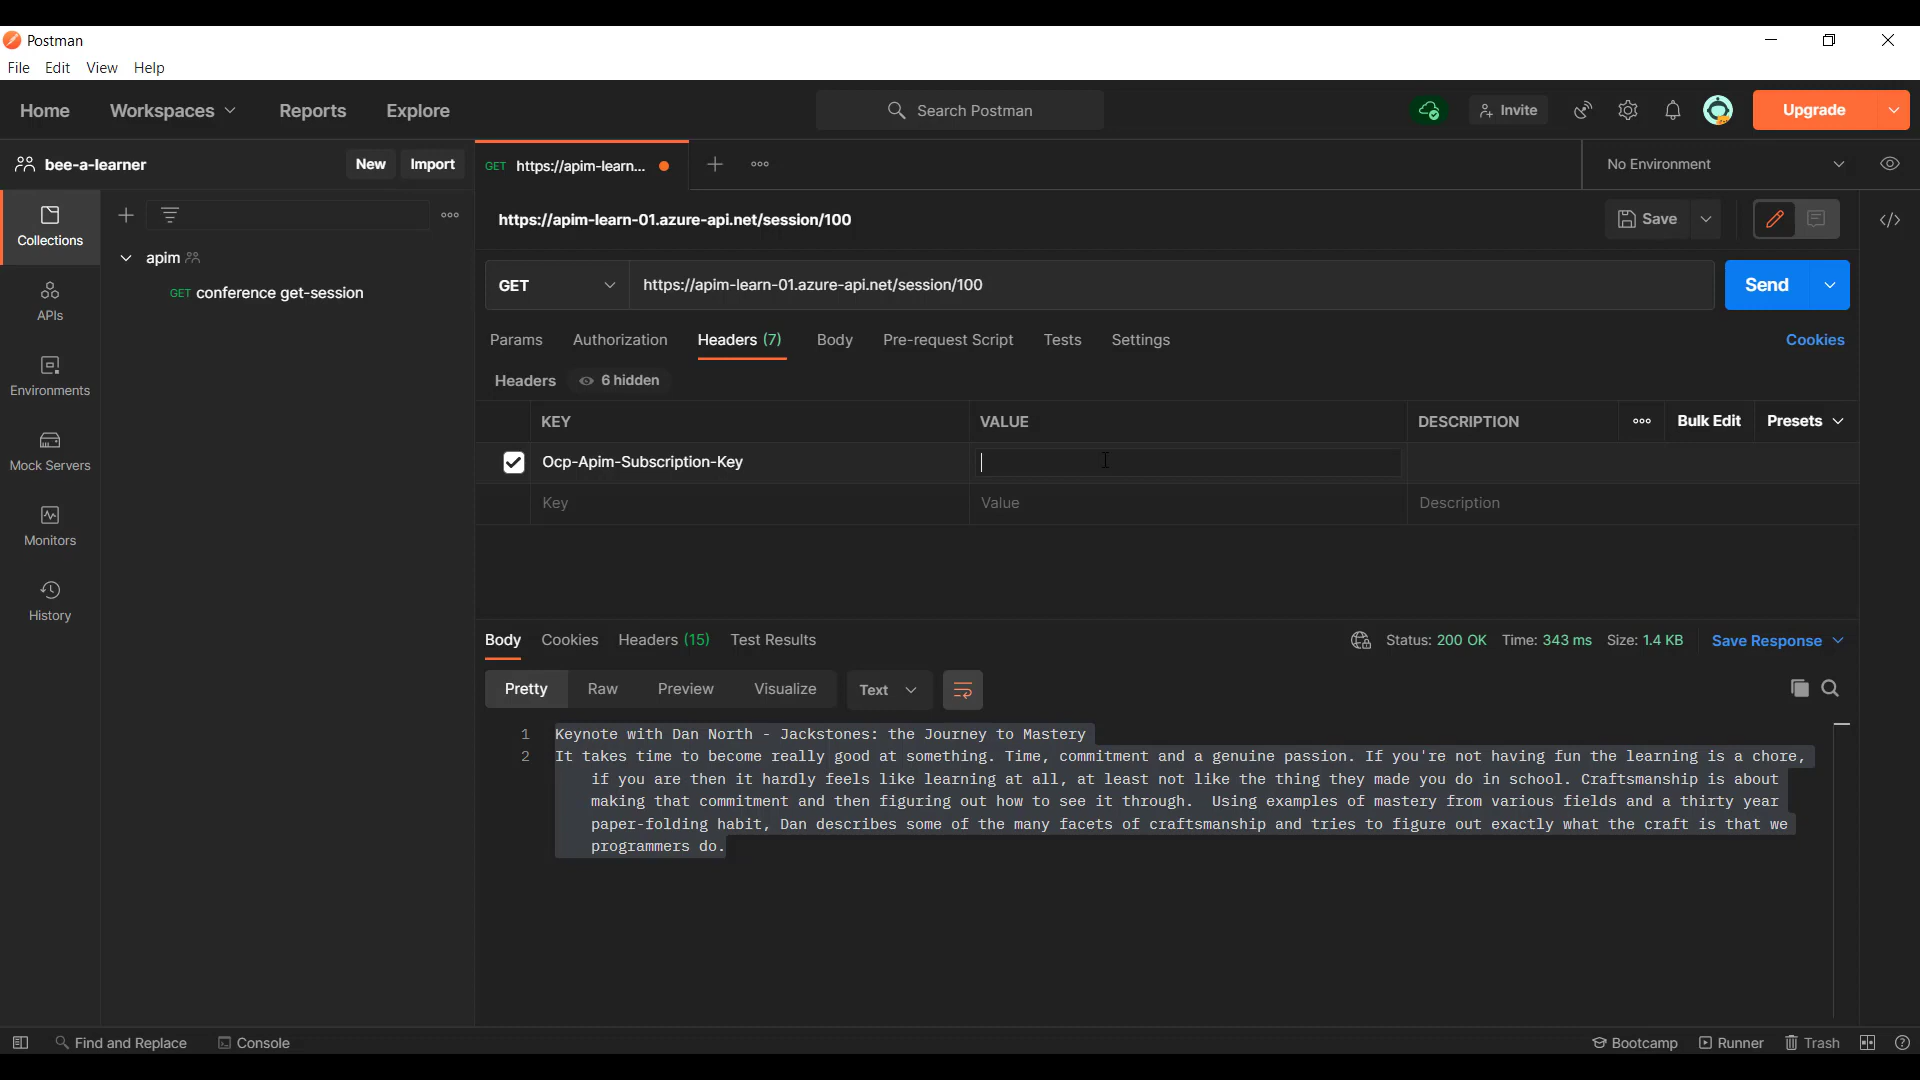 Postman
File Edit View Help
Home Workspaces Reports Explore Search Postman Invite Upgrade
bee-a-learner New Import GET https://apim-learn... No Environment
https://apim-learn-01.azure-api.net/session/100 Save
Collections
apim
GET conference get-session
GET https://apim-learn-01.azure-api.net/session/100 Send
APIs
Params Authorization Headers (7) Body Pre-request Script Tests Settings Cookies
Environments
Headers 6 hidden
KEY VALUE DESCRIPTION Bulk Edit Presets
Mock Servers
Ocp-Apim-Subscription-Key
Key Value Description
Monitors
History
Body Cookies Headers (15) Test Results Status: 200 OK Time: 343 ms Size: 1.4 KB Save Response
Pretty Raw Preview Visualize Text
1 Keynote with Dan North - Jackstones: the Journey to Mastery
2 It takes time to become really good at something. Time, commitment and a genuine passion. If you're not having fun the learning is a chore,
if you are then it hardly feels like learning at all, at least not like the thing they made you do in school. Craftsmanship is about
making that commitment and then figuring out how to see it through. Using examples of mastery from various fields and a thirty year
paper-folding habit, Dan describes some of the many facets of craftsmanship and tries to figure out exactly what the craft is that we
programmers do.
Find and Replace Console Bootcamp Runner Trash